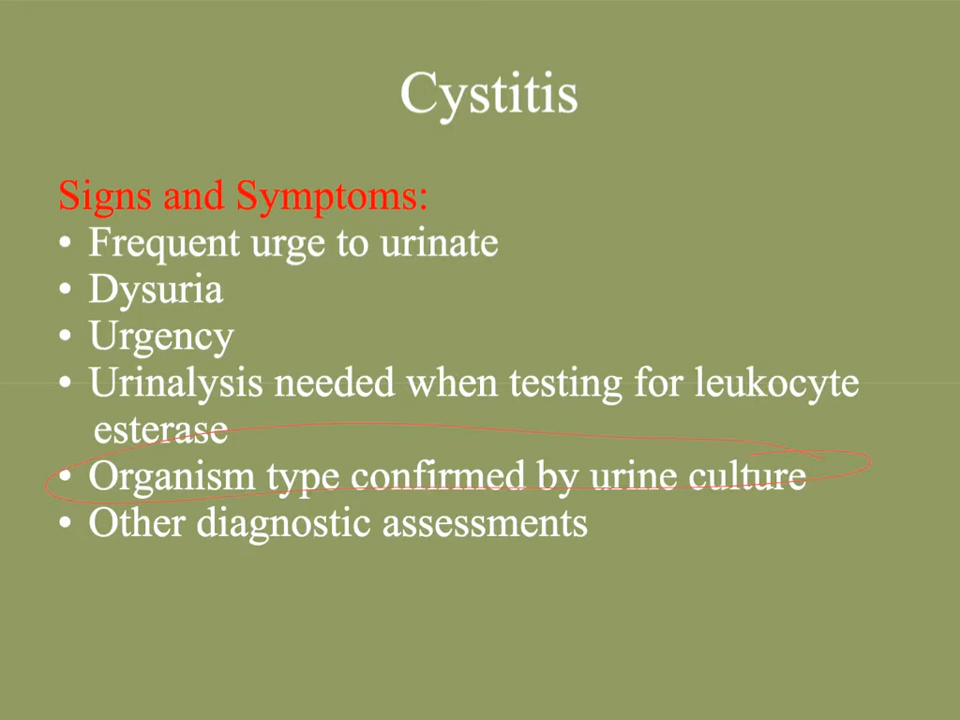 Cystitis
Signs and Symptoms:
• Frequent urge to urinate
• Dysuria
• Urgency
• Urinalysis needed when testing for leukocyte
esterase
• Organism type confirmed by urine culture
• Other diagnostic assessments